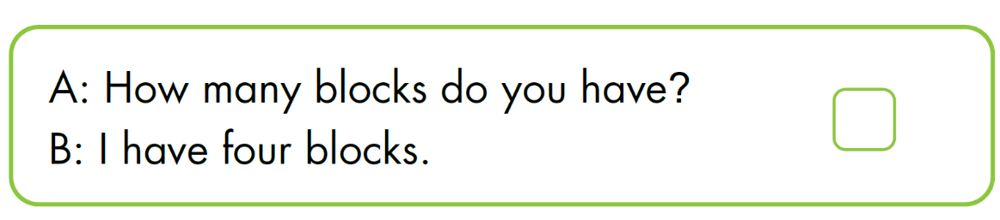 A: How many blocks do you have?
B: I have four blocks.